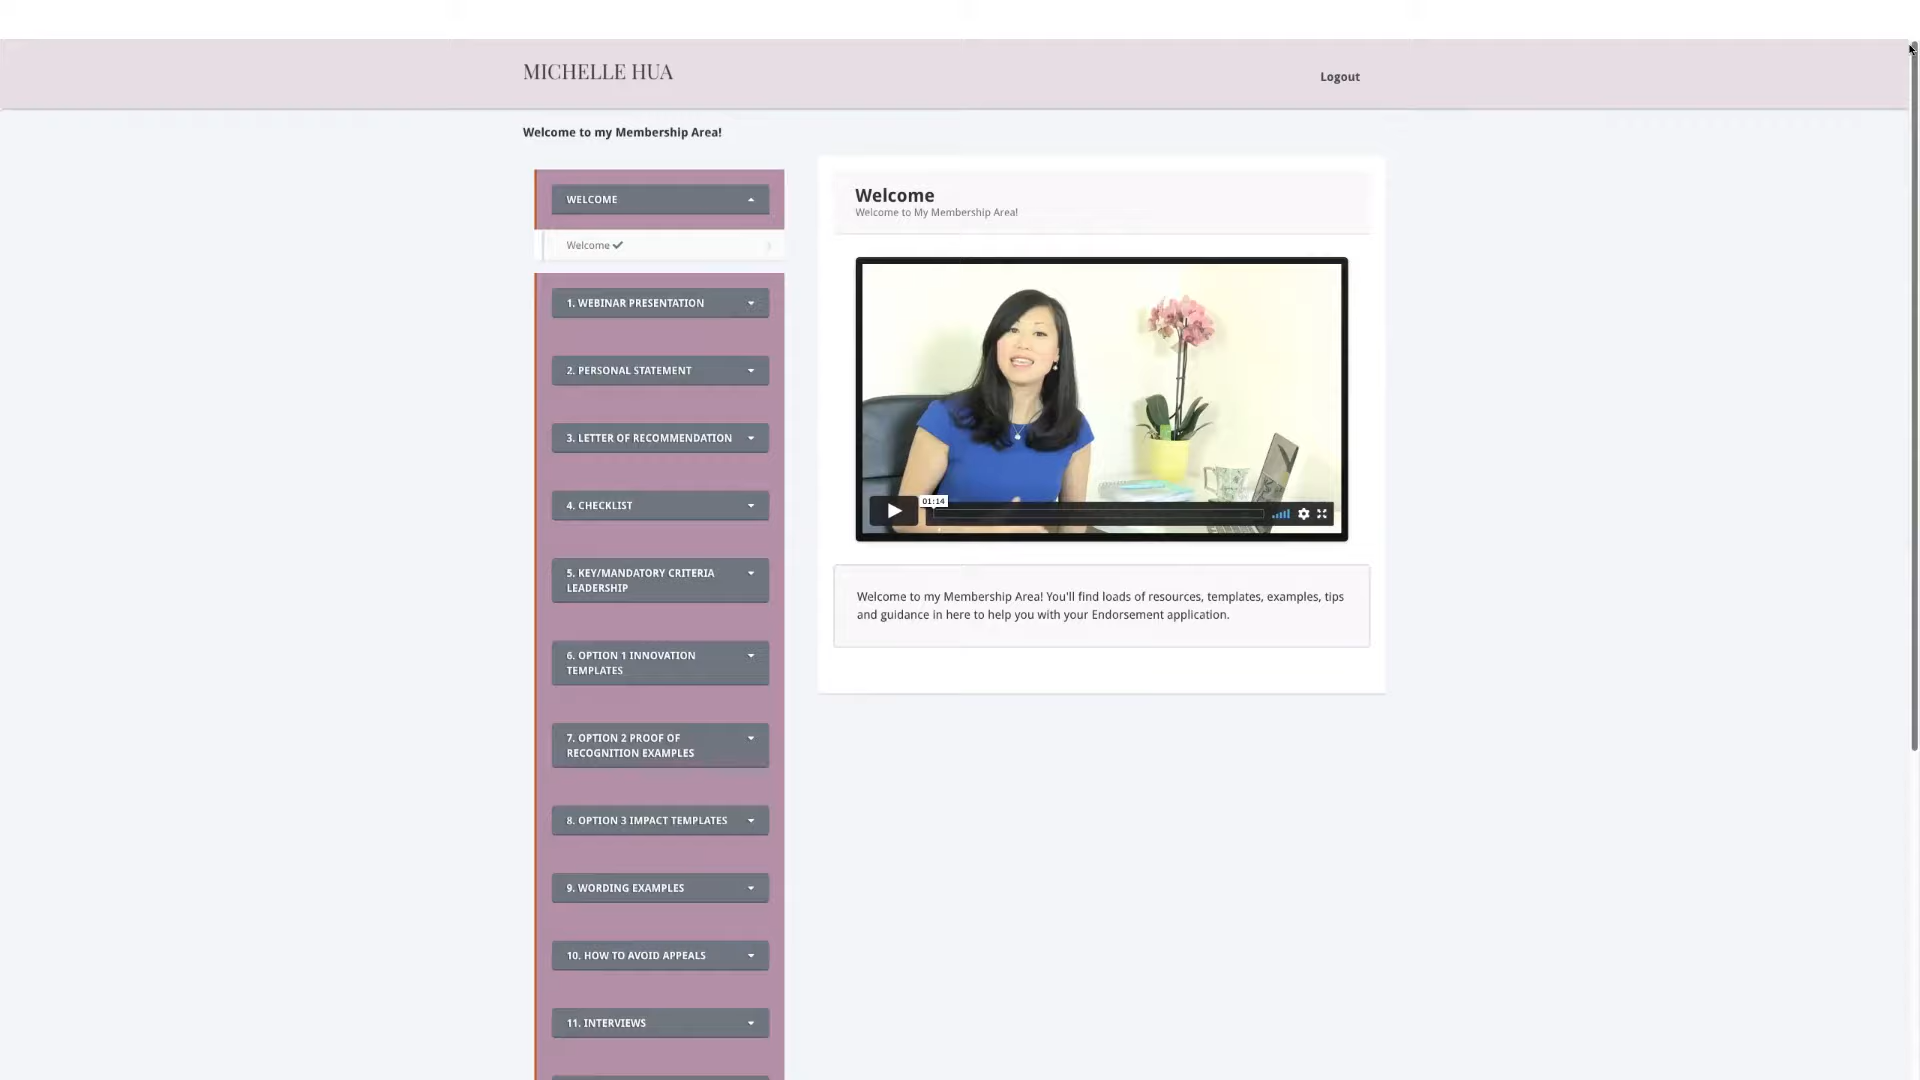 MICHELLE HUA
Logout
Welcome to my Membership Area!
WELCOME
Welcome
1. WEBINAR PRESENTATION
2. PERSONAL STATEMENT
3. LETTER OF RECOMMENDATION
4. CHECKLIST
5. KEY/MANDATORY CRITERIA
LEADERSHIP
6. OPTION 1 INNOVATION
TEMPLATES
7. OPTION 2 PROOF OF
RECOGNITION EXAMPLES
8. OPTION 3 IMPACT TEMPLATES
9. WORDING EXAMPLES
10. HOW TO AVOID APPEALS
11. INTERVIEWS
Welcome
Welcome to My Membership Area!
01:14
Welcome to my Membership Area! You'll find loads of resources, templates, examples, tips
and guidance in here to help you with your Endorsement application.